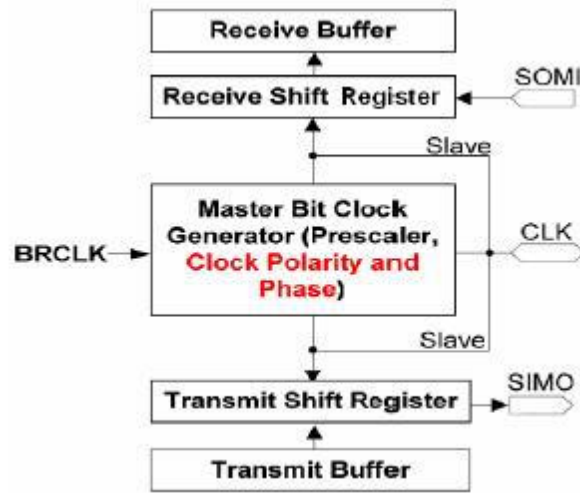 Receive Buffer
SOMI
Receive Shift Register
Slave
Master Bit Clock
Generator (Prescaler,
Clock Polarity and
Phase)
BRCLK
CLK
Slave
SIMO
Transmit Shift Register
Transmit Buffer